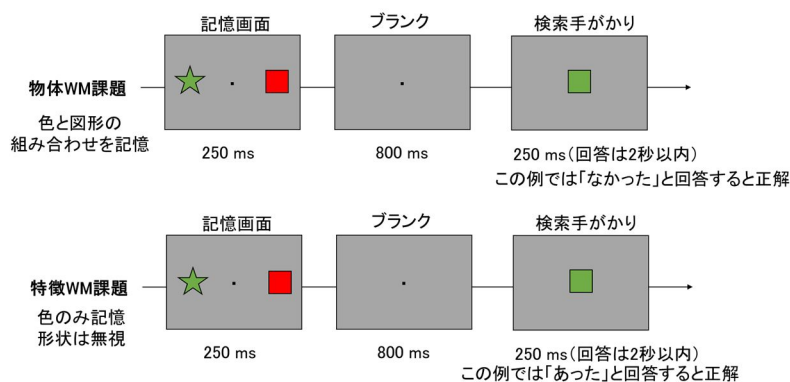 記憶画面 ブランク 検索手がかり
物体WM課題
色と図形の
組み合わせを記憶
250 ms 800 ms 250 ms（回答は2秒以内）
この例では「なかった」と回答すると正解
記憶画面 ブランク 検索手がかり
特徴WM課題
色のみ記憶
形状は無視
250 ms 800 ms 250 ms（回答は2秒以内）
この例では「あった」と回答すると正解